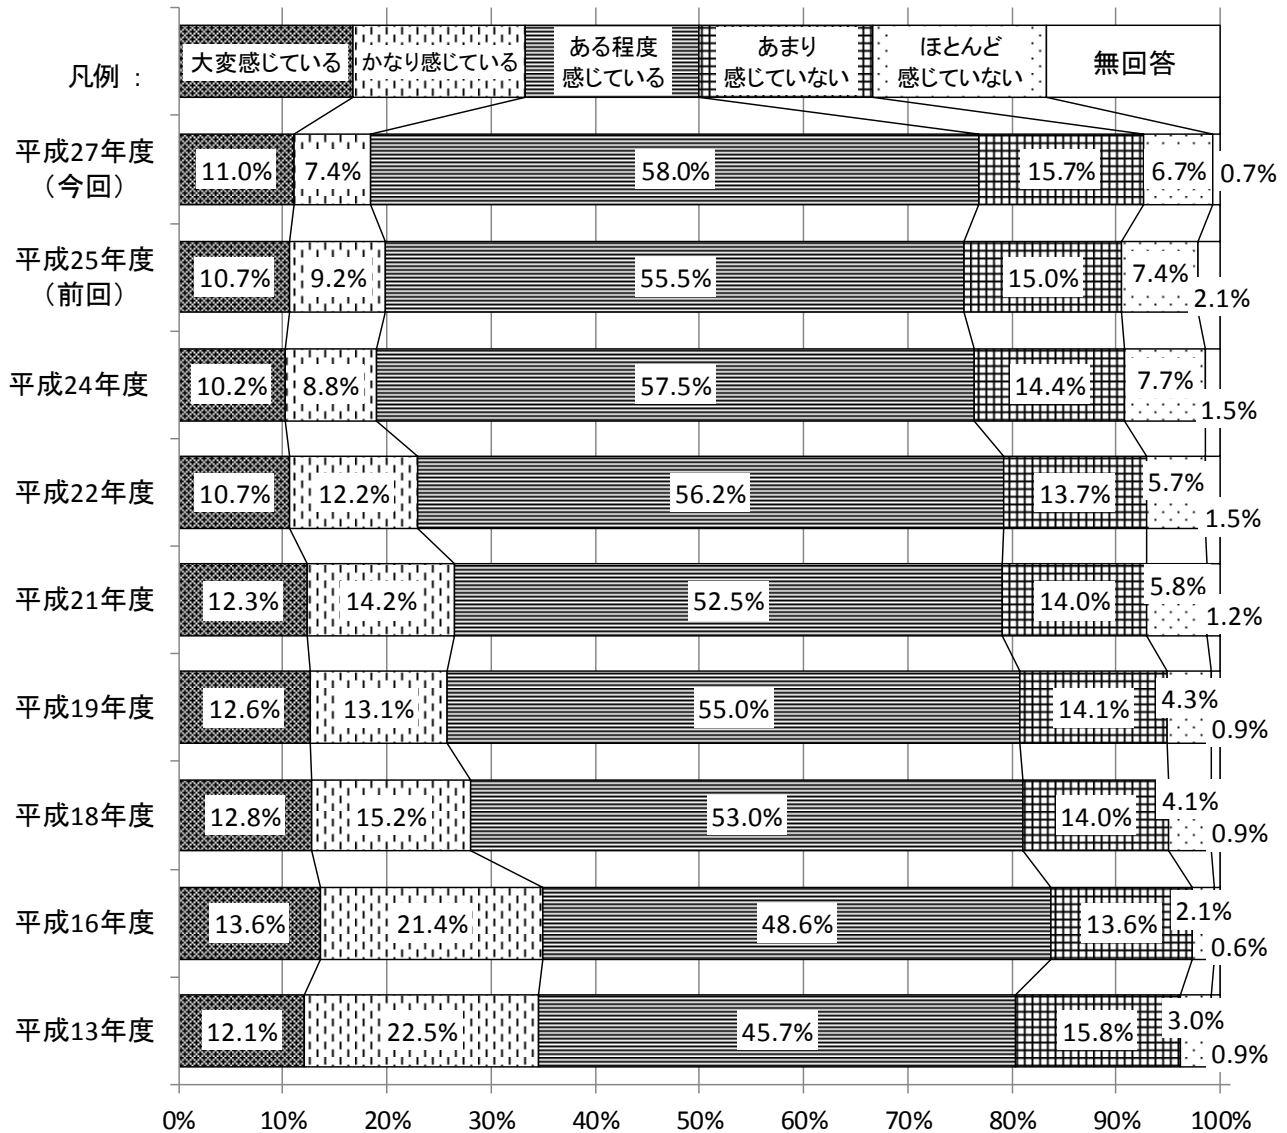 凡例 :
大変感じている
かなり感じている
ある程度
感じている
あまり
感じていない
ほとんど
感じていない
無回答
平成27年度
（今回）
11.0% 7.4% 58.0% 15.7% 6.7% 0.7%
平成25年度
（前回）
10.7% 9.2% 55.5% 15.0% 7.4% 2.1%
平成24年度
10.2% 8.8% 57.5% 14.4% 7.7% 1.5%
平成22年度
10.7% 12.2% 56.2% 13.7% 5.7% 1.5%
平成21年度
12.3% 14.2% 52.5% 14.0% 5.8% 1.2%
平成19年度
12.6% 13.1% 55.0% 14.1% 4.3% 0.9%
平成18年度
12.8% 15.2% 53.0% 14.0% 4.1% 0.9%
平成16年度
13.6% 21.4% 48.6% 13.6% 2.1% 0.6%
平成13年度
12.1% 22.5% 45.7% 15.8% 3.0% 0.9%
0% 10% 20% 30% 40% 50% 60% 70% 80% 90% 100%